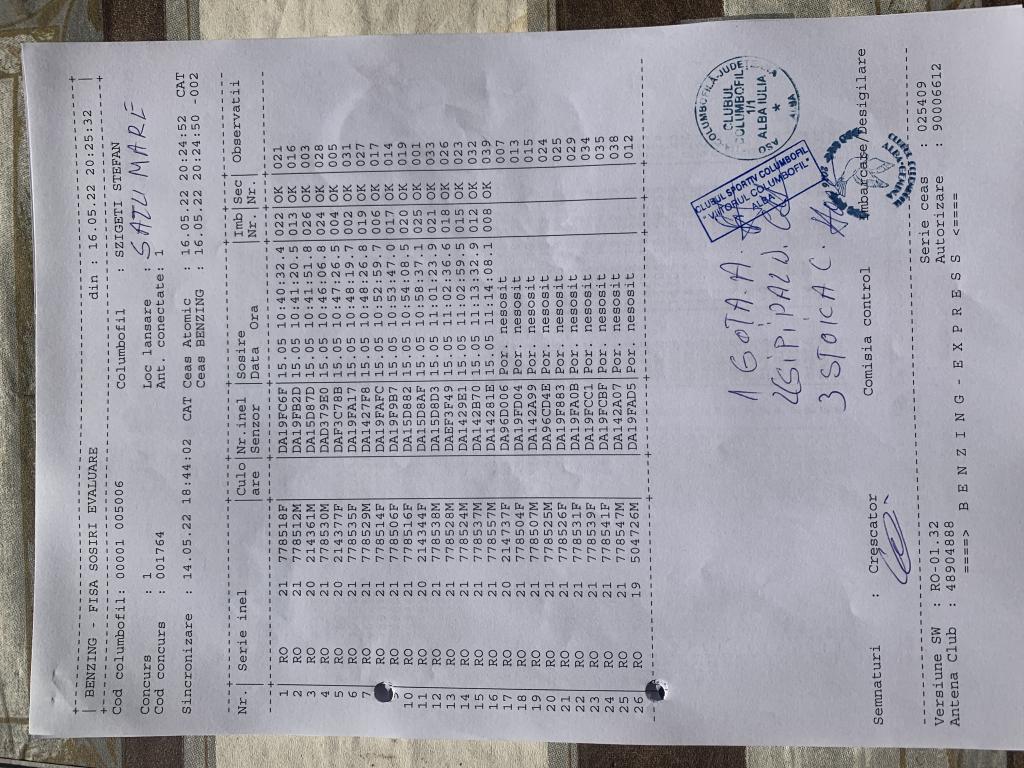 BENZING - FISA SOSIRI EVALUARE din : 16.05.22 20:25:32
Cod columbofil: 00001 005006 Columbofil : SZIGETI STEFAN
Concurs : 1 Loc lansare : SATU MARE
Cod concurs : 001764 Ant. conectate: 1
Sincronizare : 14.05.22 18:44:02 CAT Ceas Atomic : 16.05.22 20:24:52 CAT
Ceas BENZING : 16.05.22 20:24:50 -002
Nr. | Serie inel |Culo|Nr inel |Sosire |Imb|Sec| Observatii
|are |Senzor |Data Ora |Nr.|Nr.|
1 RO 21 778518F DA19FC6F 15.05 10:40:32.4 022 OK 021
2 RO 21 778512M DA19FB2D 15.05 10:41:20.5 013 OK 016
3 RO 20 214361M DA15D87D 15.05 10:41:51.8 026 OK 003
4 RO 21 778530M DAD379E0 15.05 10:46:06.8 024 OK 028
5 RO 20 214377F DAF3C78B 15.05 10:47:26.5 004 OK 005
6 RO 21 778535F DA19FA17 15.05 10:48:13.7 002 OK 031
7 RO 21 778529M DA1427F8 15.05 10:48:26.8 019 OK 027
RO 21 778514F DA19FAFC 15.05 10:52:59.7 006 OK 017
9 RO 21 778506F DA19F9B7 15.05 10:53:47.0 017 OK 014
10 RO 21 778516F DA15D882 15.05 10:54:08.5 020 OK 019
11 RO 20 214344F DA15D8AF 15.05 10:58:37.1 025 OK 001
12 RO 21 778538M DA15D8D3 15.05 11:01:23.9 021 OK 033
13 RO 21 778528M DAEF3F49 15.05 11:02:36.6 018 OK 026
14 RO 21 778524M DA142B91 15.05 11:02:59.5 015 OK 023
15 RO 21 778537M DA142B70 15.05 11:13:32.9 012 OK 032
16 RO 21 778557M DA14281E 15.05 11:14:08.1 008 OK 039
17 RO 20 214737F DA96D006 Por. nesosit 007
18 RO 21 778504F DA19FD04 Por. nesosit 013
19 RO 21 778507M DA142A99 Por. nesosit 015
20 RO 21 778525M DA96CD4E Por. nesosit 024
21 RO 21 778526F DA19F843 Por. nesosit 025
22 RO 21 778531F DA19FA0B Por. nesosit 029
23 RO 21 778539F DA19FCC1 Por. nesosit 034
24 RO 21 778541F DA19FCBF Por. nesosit 035
25 RO 21 778547M DA142A07 Por. nesosit 038
26 RO 19 504726M DA19FAD5 Por. nesosit 012
ASO COLUMBOFILA JUDE
CLUBUL
COLUMBOFIL
1/1
ALBA IULIA
ALBA
CLUBUL SPORTIV COLUMBOFIL
"VIITORUL COLUMBOFIL"
ALBA
1 GOTA. A.
3 STOICA C.
Semnaturi : Crescator Comisia control Imbarcare/Desigilare
Versiune SW : RO-01.32 Serie ceas : 025409
Antena Club : 48904888 Autorizare : 90006612
====> B E N Z I N G - E X P R E S S <====